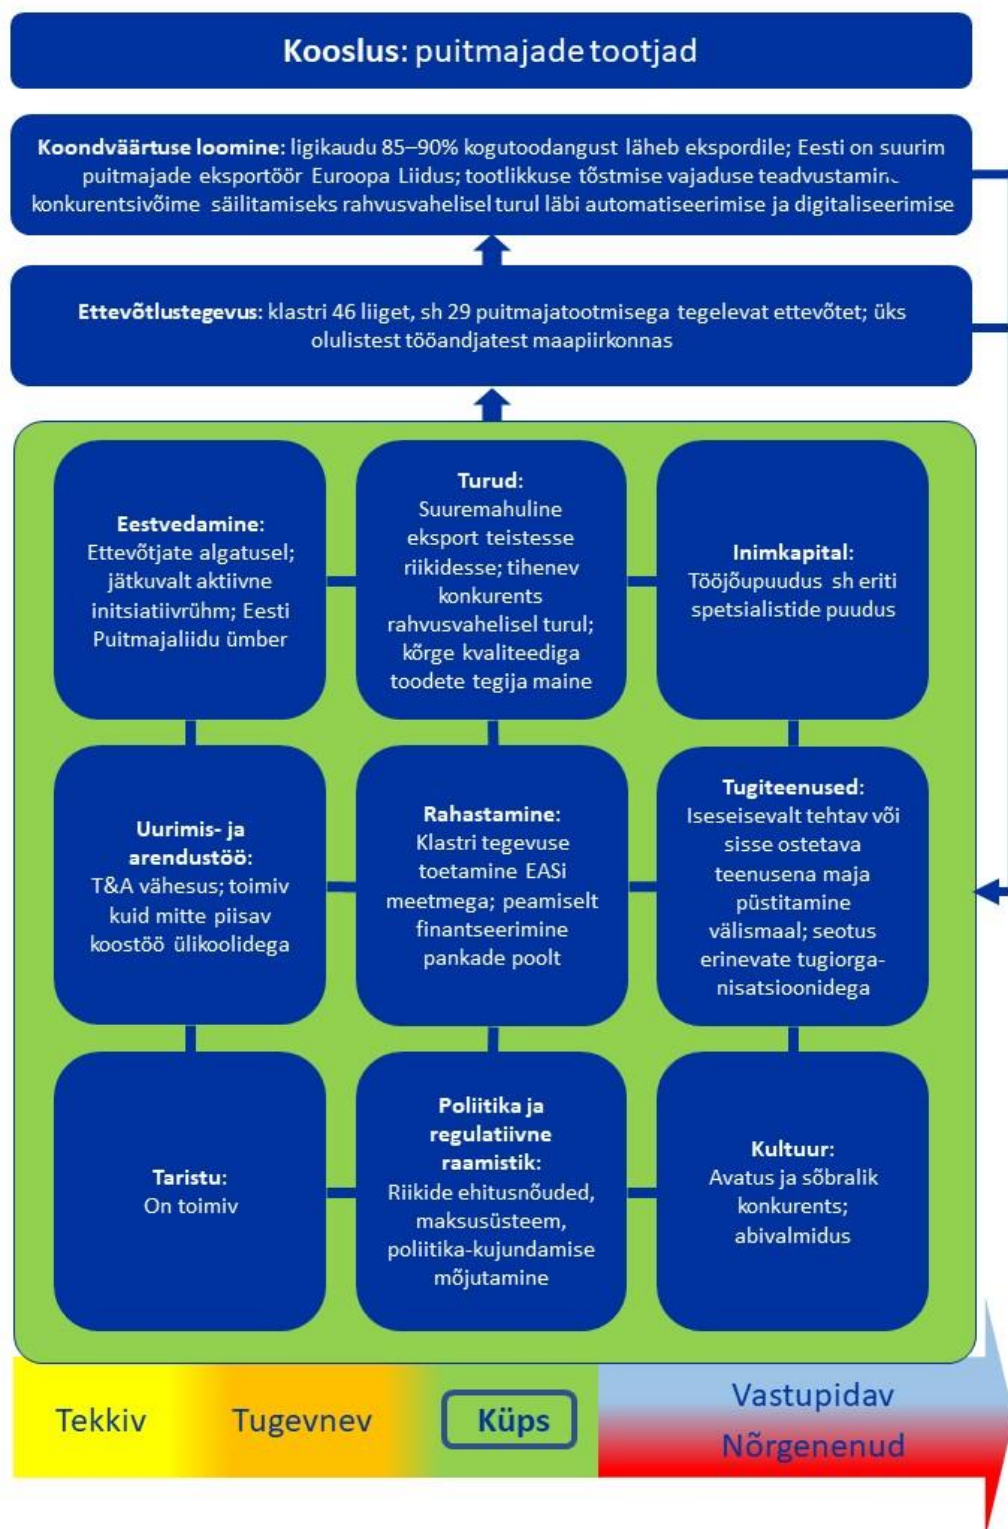 Kooslus: puitmajade tootjad
Koondväärtuse loomine: ligikaudu 85–90% kogutoodangust läheb ekspordile; Eesti on suurim
puitmajade eksportöör Euroopa Liidus; tootlikkuse tõstmise vajaduse teadvustamine
konkurentsivõime säilitamiseks rahvusvahelisel turul läbi automatiseerimise ja digitaliseerimise
Ettevõtlustegevus: klastri 46 liiget, sh 29 puitmajatootmisega tegelevat ettevõtet; üks
olulistest tööandjatest maapiirkonnas
Eestvedamine:
Ettevõtjate algatusel;
jätkuvalt aktiivne
initsiatiivrühm; Eesti
Puitmajaliidu ümber
Turud:
Suuremahuline
eksport teistesse
riikidesse; tihenev
konkurents
rahvusvahelisel turul;
kõrge kvaliteediga
toodete tegija maine
Inimkapital:
Tööjõupuudus sh eriti
spetsialistide puudus
Uurimis- ja
arendustöö:
T&A vähesus; toimiv
kuid mitte piisav
koostöö ülikoolidega
Rahastamine:
Klastri tegevuse
toetamine EASi
meetmega; peamiselt
finantseerimine
pankade poolt
Tugiteenused:
Iseseisevalt tehtav või
sisse ostetava
teenusena maja
püstitamine
välismaal; seotus
erinevate tugiorga-
nisatsioonidega
Taristu:
On toimiv
Poliitika ja
regulatiivne
raamistik:
Riikide ehitusnõuded,
maksusüsteem,
poliitika-kujundamise
mõjutamine
Kultuur:
Avatus ja sõbralik
konkurents;
abivalmidus
Tekkiv
Tugevnev
Küps
Vastupidav
Nõrgenenud